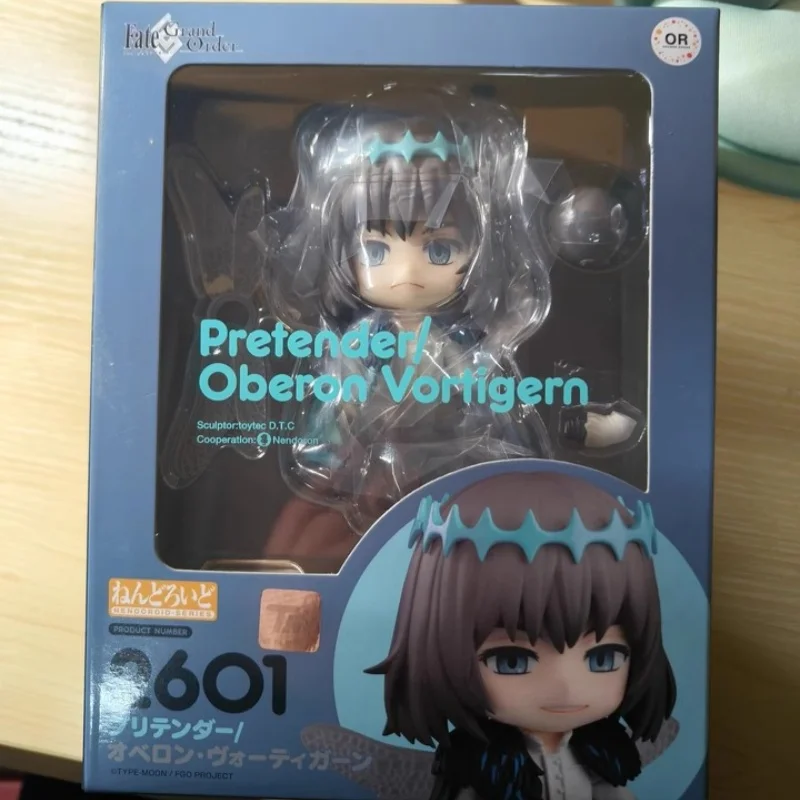 Fate Grand Order
OR
Pretender/
Oberon Vortigern
Sculptor:toytec D.T.C
Cooperation: Nendoron
ねんどろいど
NENDOROID-SERIES
PRODUCT NUMBER
2601
プリテンダー/
オベロン・ヴォーティガーン
©TYPE-MOON / FGO PROJECT